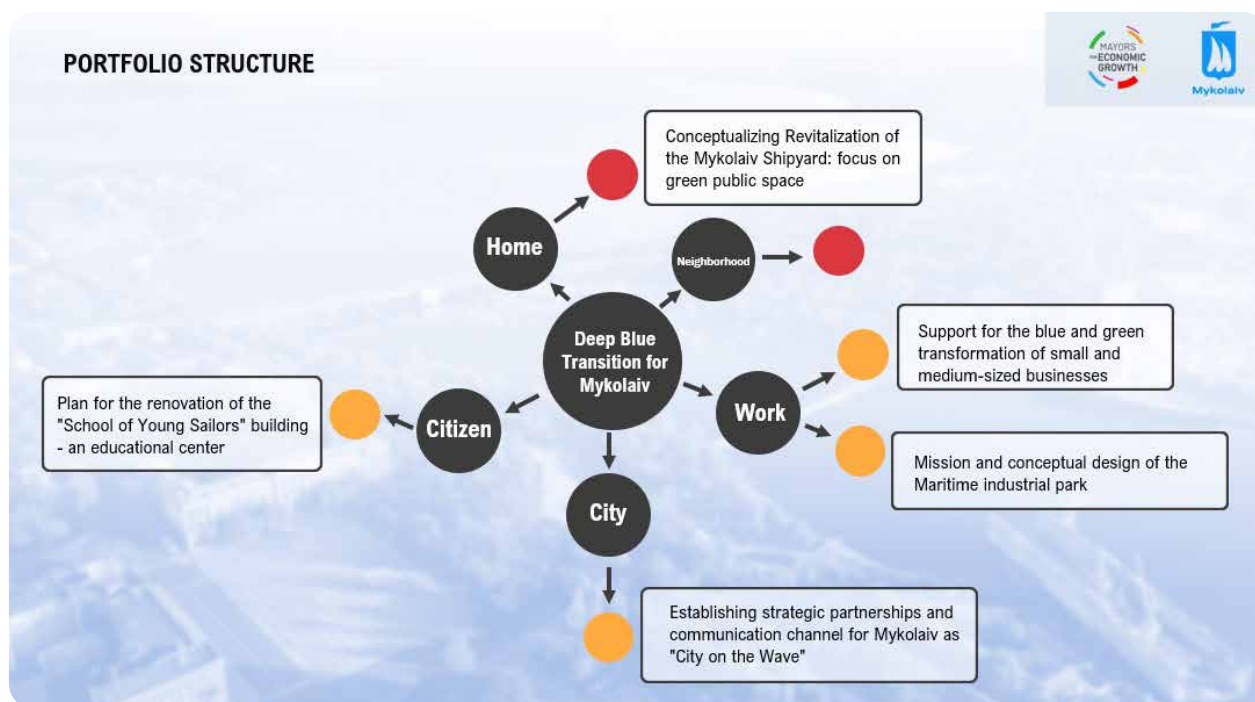 PORTFOLIO STRUCTURE
MAYORS
FOR ECONOMIC
GROWTH
Mykolaiv
Conceptualizing Revitalization of
the Mykolaiv Shipyard: focus on
green public space
Home
Neighborhood
Deep Blue
Transition for
Mykolaiv
Support for the blue and green
transformation of small and
medium-sized businesses
Work
Plan for the renovation of the
"School of Young Sailors" building
- an educational center
Citizen
Mission and conceptual design of the
Maritime industrial park
City
Establishing strategic partnerships and
communication channel for Mykolaiv as
"City on the Wave"